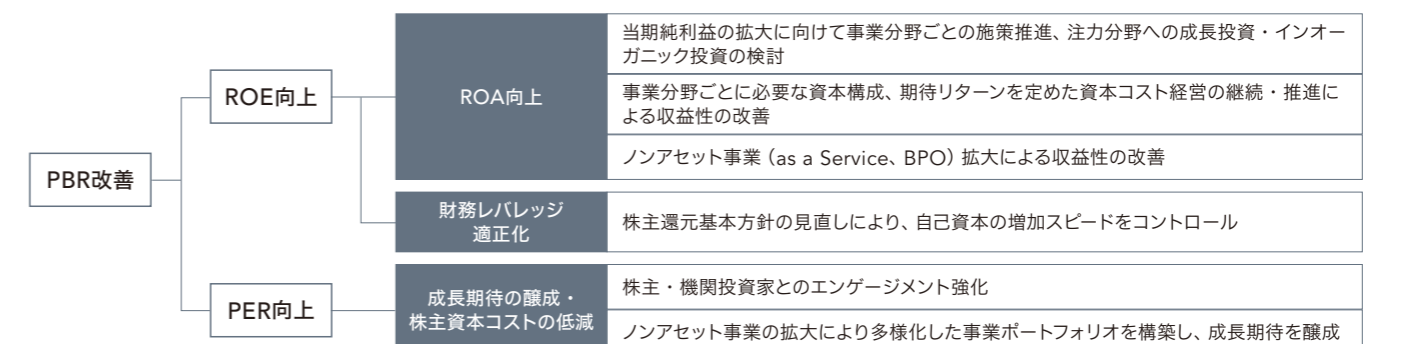 PBR改善
ROE向上
ROA向上
当期純利益の拡大に向けて事業分野ごとの施策推進、注力分野への成長投資・インオー
ガニック投資の検討
事業分野ごとに必要な資本構成、期待リターンを定めた資本コスト経営の継続・推進に
よる収益性の改善
ノンアセット事業（as a Service、BPO）拡大による収益性の改善
財務レバレッジ
適正化
株主還元基本方針の見直しにより、自己資本の増加スピードをコントロール
PER向上
成長期待の醸成・
株主資本コストの低減
株主・機関投資家とのエンゲージメント強化
ノンアセット事業の拡大により多様化した事業ポートフォリオを構築し、成長期待を醸成